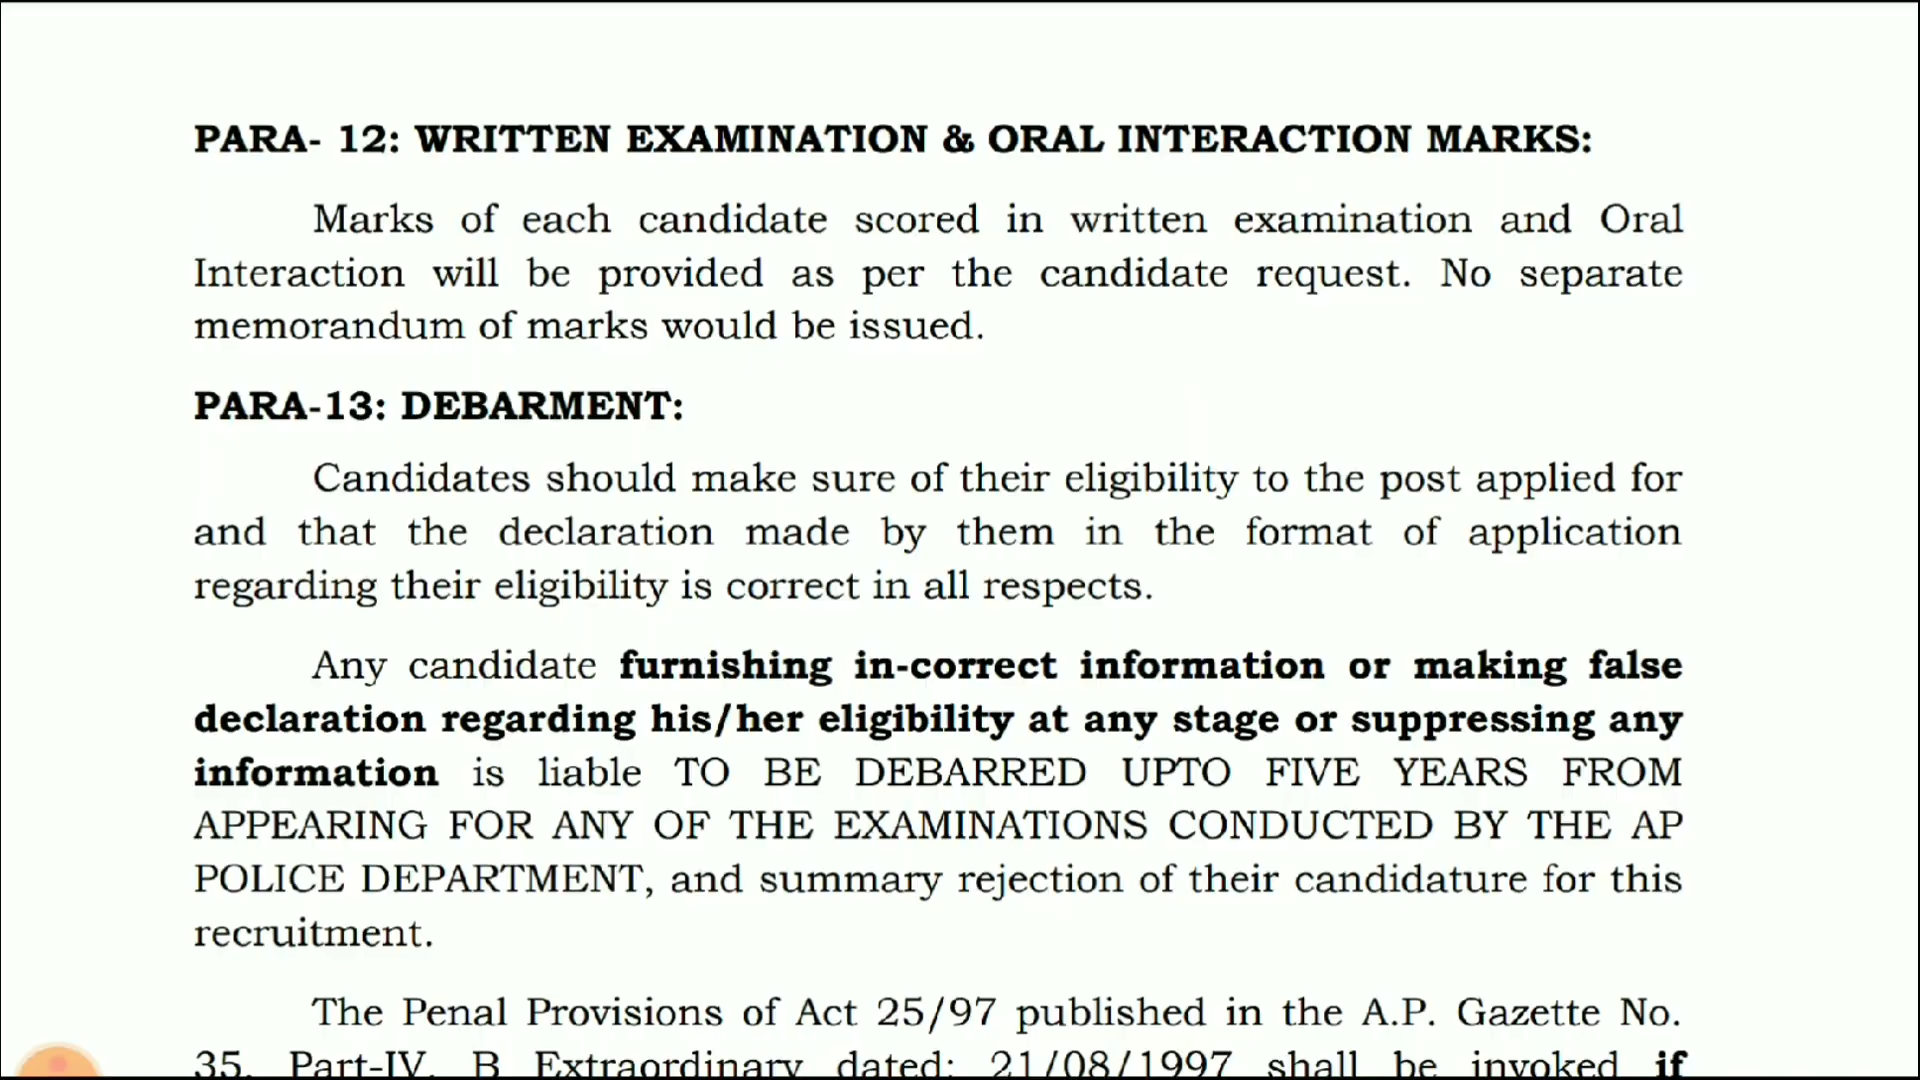 PARA- 12: WRITTEN EXAMINATION & ORAL INTERACTION MARKS:
Marks of each candidate scored in written examination and Oral
Interaction will be provided as per the candidate request. No separate
memorandum of marks would be issued.
PARA-13: DEBARMENT:
Candidates should make sure of their eligibility to the post applied for
and that the declaration made by them in the format of application
regarding their eligibility is correct in all respects.
Any candidate furnishing in-correct information or making false
declaration regarding his/her eligibility at any stage or suppressing any
information is liable TO BE DEBARRED UPTO FIVE YEARS FROM
APPEARING FOR ANY OF THE EXAMINATIONS CONDUCTED BY THE AP
POLICE DEPARTMENT, and summary rejection of their candidature for this
recruitment.
The Penal Provisions of Act 25/97 published in the A.P. Gazette No.
35, Part-IV. B Extraordinary dated: 21/08/1997 shall be invoked if